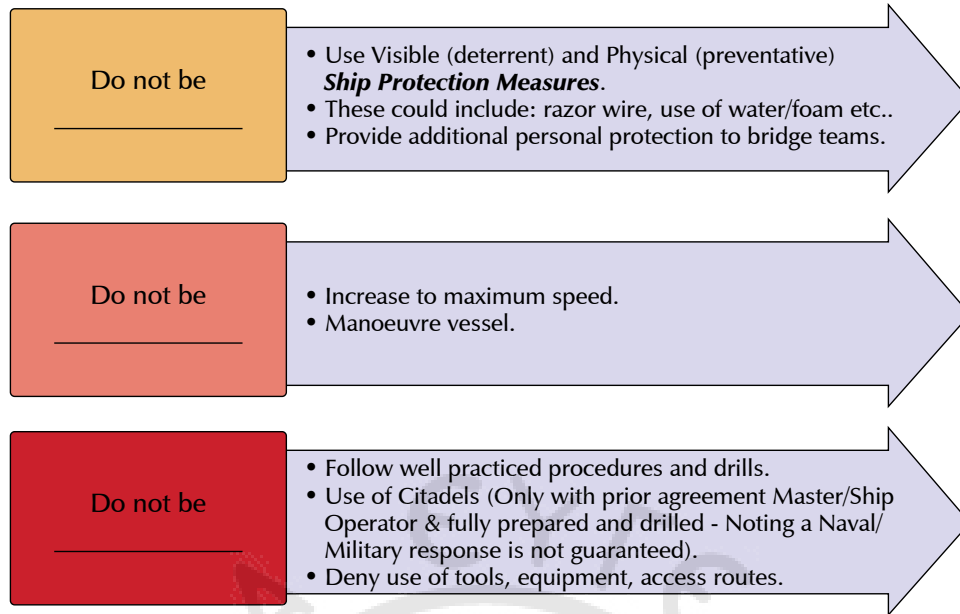 Do not be
• Use Visible (deterrent) and Physical (preventative)
Ship Protection Measures.
• These could include: razor wire, use of water/foam etc..
• Provide additional personal protection to bridge teams.
Do not be
• Increase to maximum speed.
• Manoeuvre vessel.
Do not be
• Follow well practiced procedures and drills.
• Use of Citadels (Only with prior agreement Master/Ship
Operator & fully prepared and drilled - Noting a Naval/
Military response is not guaranteed).
• Deny use of tools, equipment, access routes.